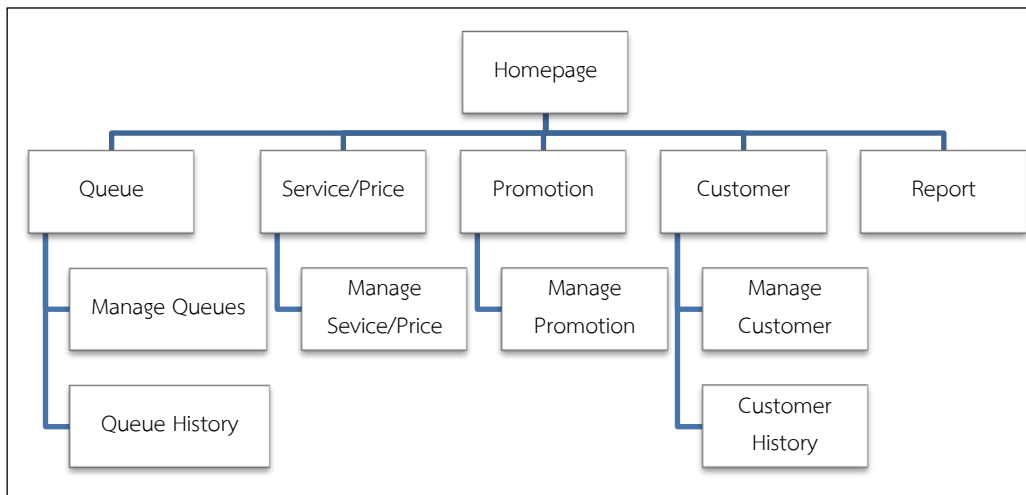 Homepage
Queue
Service/Price
Promotion
Customer
Report
Manage Queues
Manage
Sevice/Price
Manage
Promotion
Manage
Customer
Queue History
Customer
History